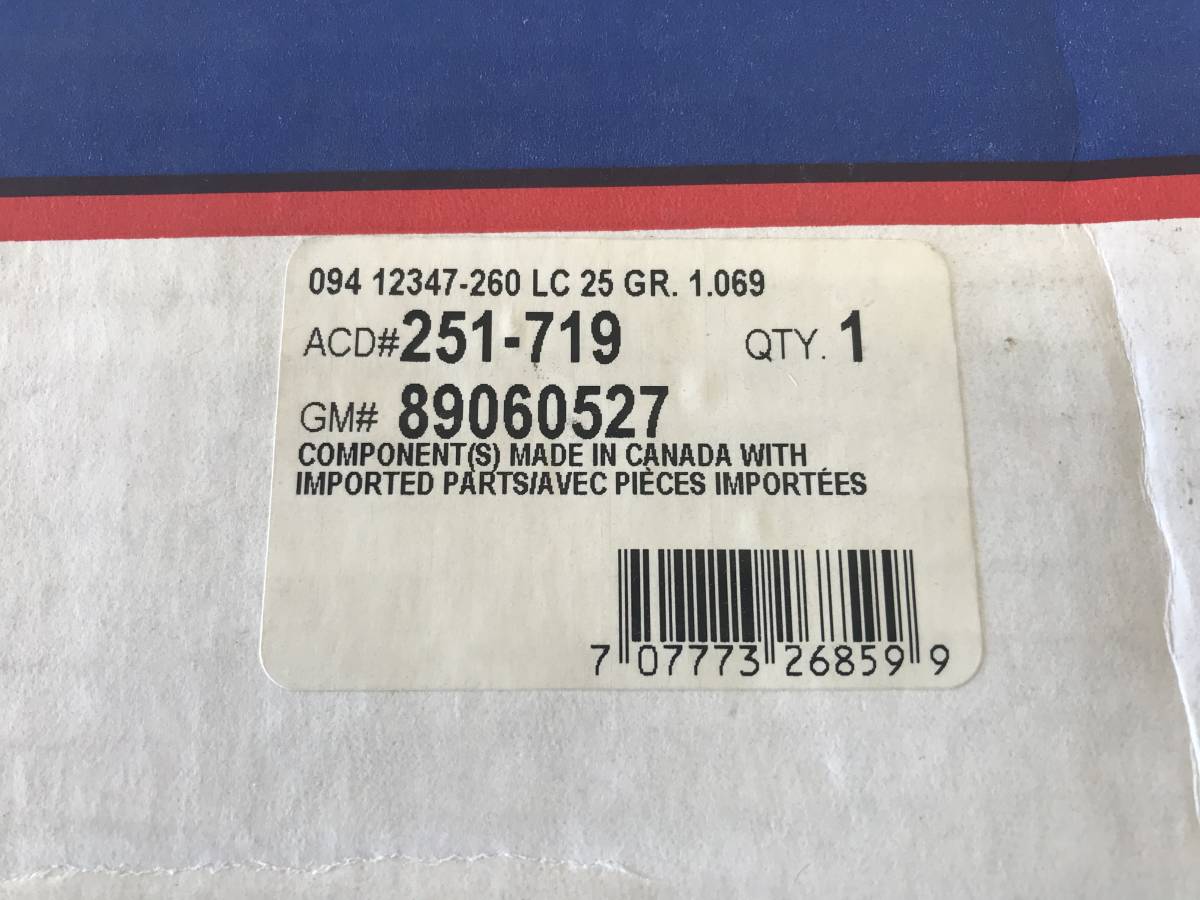 094 12347-260 LC 25 GR. 1.069
ACD#251-719 QTY. 1
GM# 89060527
COMPONENT(S) MADE IN CANADA WITH
IMPORTED PARTS/AVEC PIÈCES IMPORTÉES
7 07773 26859 9